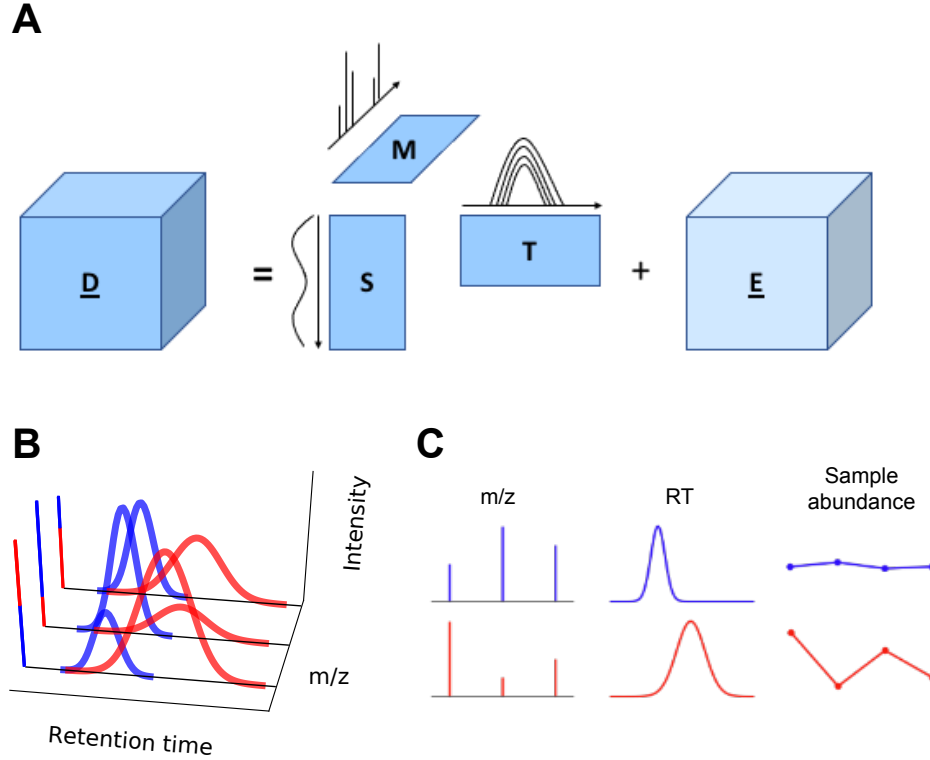 A
M
T
D
=
S
+
E
B
C
Intensity
m/z
Retention time
m/z
RT
Sample
abundance